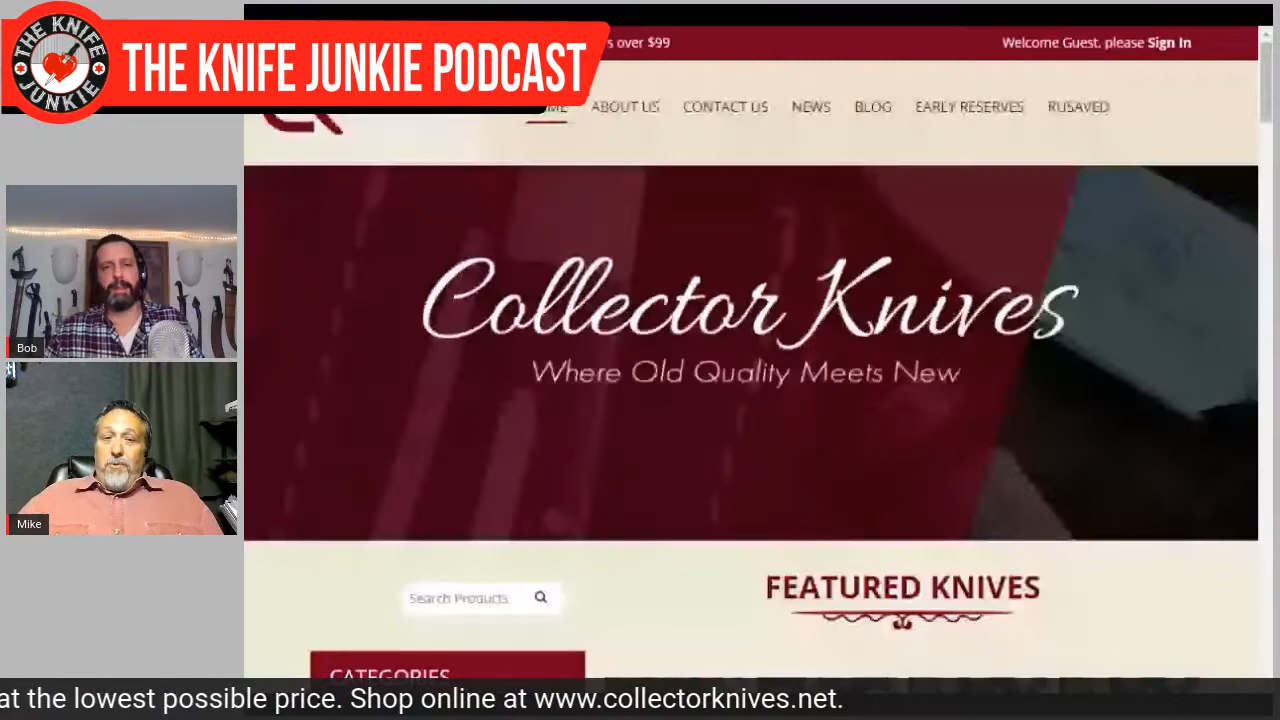 THE KNIFE
JUNKIE
THE KNIFE JUNKIE PODCAST
s over $99
Welcome Guest, please Sign In
ABOUT US
CONTACT US
NEWS
BLOG
EARLY RESERVES
RUSAVED
Collector Knives
Where Old Quality Meets New
Bob
Mike
Search Products
FEATURED KNIVES
CATEGORIES
at the lowest possible price. Shop online at www.collectorknives.net.